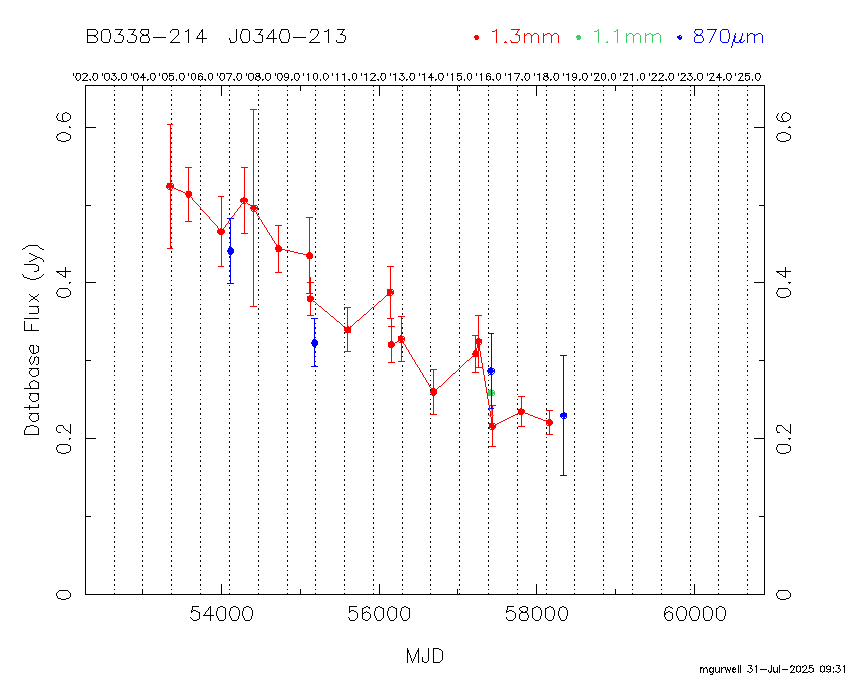 B0338-214 J0340-213 1.3mm 1.1mm 870μm
'02.0 '03.0 '04.0 '05.0 '06.0 '07.0 '08.0 '09.0 '10.0 '11.0 '12.0 '13.0 '14.0 '15.0 '16.0 '17.0 '18.0 '19.0 '20.0 '21.0 '22.0 '23.0 '24.0 '25.0
0.6 0.6
0.4 0.4
Database Flux (Jy)
0.2 0.2
0 0
54000 56000 58000 60000
MJD
mgurwell 31-Jul-2025 09:31